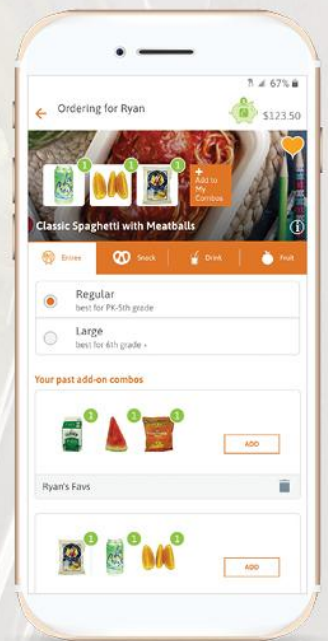 67%
Ordering for Ryan
$123.50
1 1 1
+
Add to
My
Combos
Classic Spaghetti with Meatballs
Entree Snack Drink Fruit
Regular
best for PK-5th grade
Large
best for 6th grade +
Your past add-on combos
1 1 1
ADD
Ryan's Favs
1 1 1
ADD